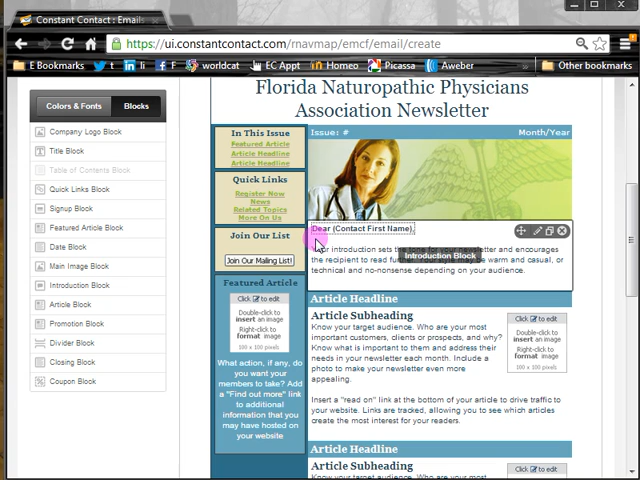 Constant Contact : Emails
https://ui.constantcontact.com/rnavmap/emcf/email/create
E Bookmarks
t
in li
F
worldcat
EC Appt
Homeo
Picassa
Aweber
»
Other bookmarks
Colors & Fonts
Blocks
Company Logo Block
Title Block
Table of Contents Block
Quick Links Block
Signup Block
Featured Article Block
Date Block
Main Image Block
Introduction Block
Article Block
Promotion Block
Divider Block
Closing Block
Coupon Block
Florida Naturopathic Physicians
Association Newsletter
In This Issue
Featured Article
Article Headline
Article Headline
Quick Links
Register Now
News
Related Topics
More On Us
Join Our List
Join Our Mailing List!
Featured Article
Click to edit
Double-click to
insert an image
Right-click to
format image
100 x 100 pixels
What action, if any, do
you want your
members to take? Add
a "Find out more" link
to additional
information that you
may have hosted on
your website
Issue: #
Month/Year
Dear (Contact First Name),
introduction sets the tone for your newsletter and encourages
the recipient to read further. Your style may be warm and casual, or
technical and no-nonsense depending on your audience.
Introduction Block
Article Headline
Article Subheading
Know your target audience. Who are your most
important customers, clients or prospects, and why?
Know what is important to them and address their
needs in your newsletter each month. Include a
photo to make your newsletter even more
appealing.
Insert a "read on" link at the bottom of your article to drive traffic to
your website. Links are tracked, allowing you to see which articles
create the most interest for your readers.
Click to edit
Double-click to
insert an image
Right-click to
format image
100 x 100 pixels
Article Headline
Article Subheading
Know your target audience. Who are your most
Click to edit